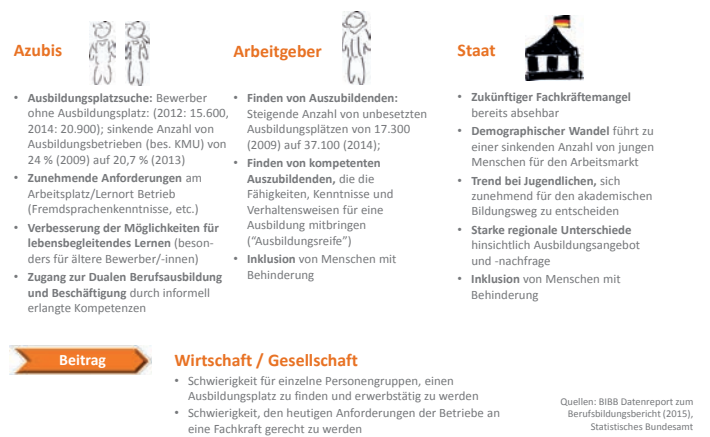 Azubis
• Ausbildungsplatzsuche: Bewerber
ohne Ausbildungsplatz: (2012: 15.600,
2014: 20.900); sinkende Anzahl von
Ausbildungsbetrieben (bes. KMU) von
24 % (2009) auf 20,7 % (2013)
• Zunehmende Anforderungen am
Arbeitsplatz/Lernort Betrieb
(Fremdsprachenkenntnisse, etc.)
• Verbesserung der Möglichkeiten für
lebensbegleitendes Lernen (beson-
ders für ältere Bewerber/-innen)
• Zugang zur Dualen Berufsausbildung
und Beschäftigung durch informell
erlangte Kompetenzen
Arbeitgeber
• Finden von Auszubildenden:
Steigende Anzahl von unbesetzten
Ausbildungsplätzen von 17.300
(2009) auf 37.100 (2014);
• Finden von kompetenten
Auszubildenden, die die
Fähigkeiten, Kenntnisse und
Verhaltensweisen für eine
Ausbildung mitbringen
("Ausbildungsreife")
• Inklusion von Menschen mit
Behinderung
Staat
• Zukünftiger Fachkräftemangel
bereits absehbar
• Demographischer Wandel führt zu
einer sinkenden Anzahl von jungen
Menschen für den Arbeitsmarkt
• Trend bei Jugendlichen, sich
zunehmend für den akademischen
Bildungsweg zu entscheiden
• Starke regionale Unterschiede
hinsichtlich Ausbildungsangebot
und -nachfrage
• Inklusion von Menschen mit
Behinderung
Beitrag
Wirtschaft / Gesellschaft
• Schwierigkeit für einzelne Personengruppen, einen
Ausbildungsplatz zu finden und erwerbstätig zu werden
• Schwierigkeit, den heutigen Anforderungen der Betriebe an
eine Fachkraft gerecht zu werden
Quellen: BIBB Datenreport zum
Berufsbildungsbericht (2015),
Statistisches Bundesamt